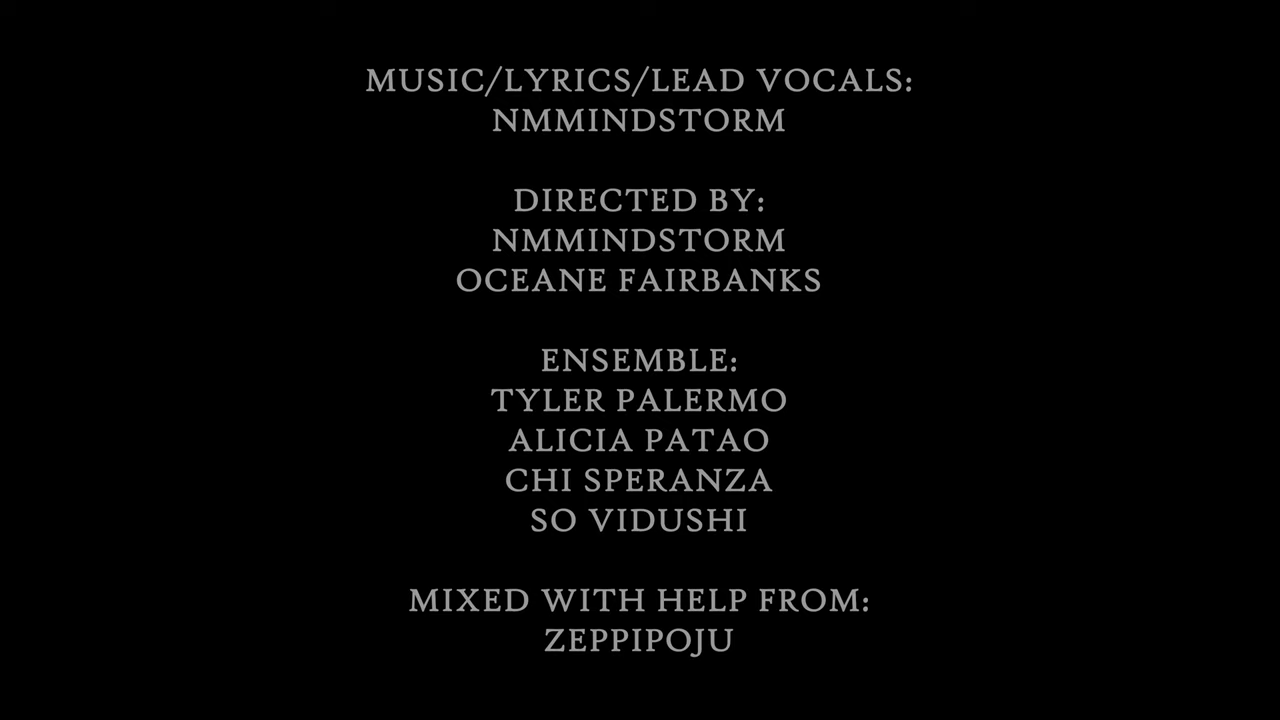 MUSIC/LYRICS/LEAD VOCALS:
NMMINDSTORM
DIRECTED BY:
NMMINDSTORM
OCEANE FAIRBANKS
ENSEMBLE:
TYLER PALERMO
ALICIA PATAO
CHI SPERANZA
SO VIDUSHI
MIXED WITH HELP FROM:
ZEPPIPOJU